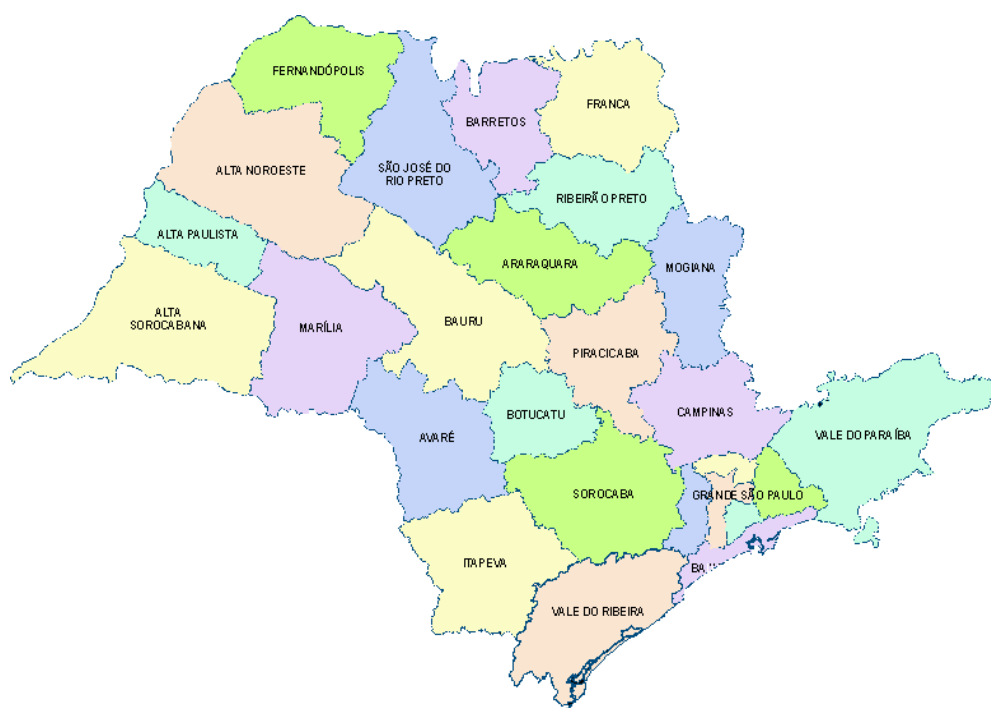 FERNANDÓPOLIS
FRANCA
BARRETOS
ALTA NOROESTE
SÃO JOSÉ DO
RIO PRETO
RIBEIRÃO PRETO
ALTA PAULISTA
ARARAQUARA
MOGIANA
ALTA
SOROCABANA
MARÍLIA
BAURU
PIRACICABA
BOTUCATU
CAMPINAS
AVARÉ
VALE DO PARAÍBA
SOROCABA
GRANDE SÃO PAULO
ITAPEVA
VALE DO RIBEIRA